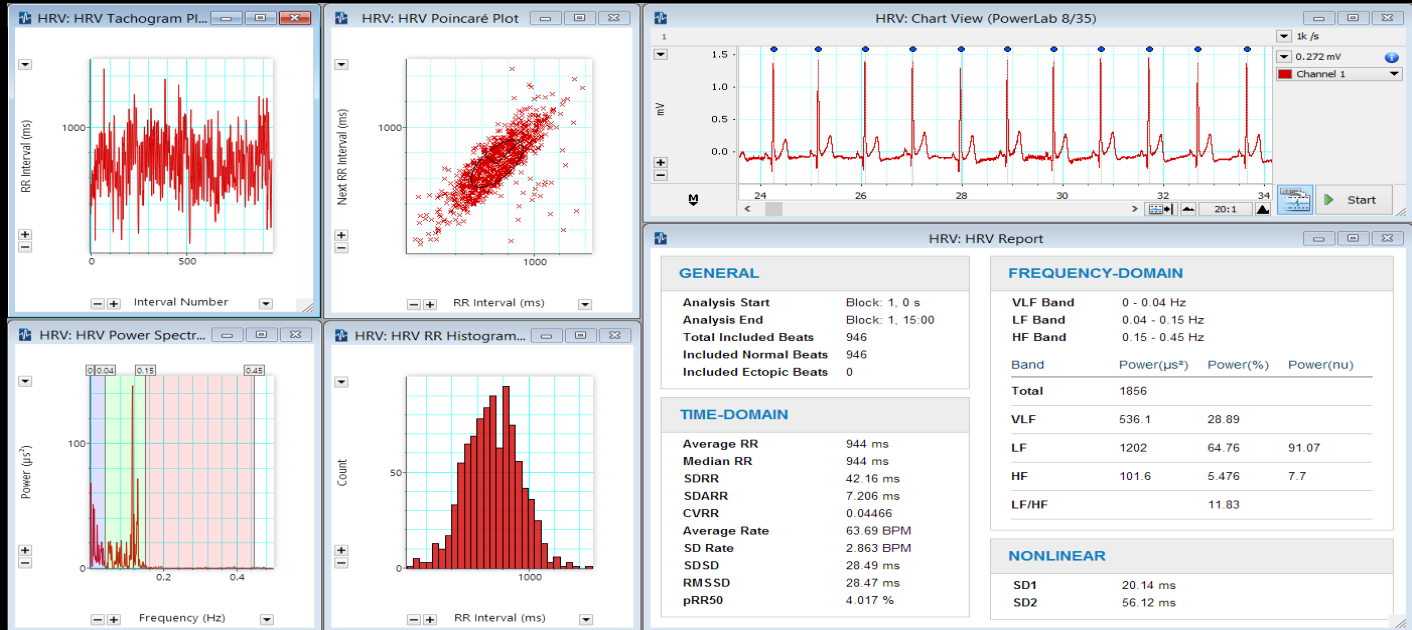 HRV: HRV Tachogram Pl...
RR Interval (ms)
1000
0
500
Interval Number
HRV: HRV Poincaré Plot
Next RR Interval (ms)
1000
1000
RR Interval (ms)
HRV: Chart View (PowerLab 8/35)
1
1k /s
0.272 mV
Channel 1
mV
1.5
1.0
0.5
0.0
24
26
28
30
32
34
M
20:1
Start
HRV: HRV Power Spectr...
0
0.04
0.15
0.45
Power (µs²)
100
0
0.2
0.4
Frequency (Hz)
HRV: HRV RR Histogram...
Count
50
0
1000
RR Interval (ms)
HRV: HRV Report
GENERAL
Analysis Start Block: 1, 0 s
Analysis End Block: 1, 15:00
Total Included Beats 946
Included Normal Beats 946
Included Ectopic Beats 0
TIME-DOMAIN
Average RR 944 ms
Median RR 944 ms
SDRR 42.16 ms
SDARR 7.206 ms
CVRR 0.04466
Average Rate 63.69 BPM
SD Rate 2.863 BPM
SDSD 28.49 ms
RMSSD 28.47 ms
pRR50 4.017 %
FREQUENCY-DOMAIN
VLF Band 0 - 0.04 Hz
LF Band 0.04 - 0.15 Hz
HF Band 0.15 - 0.45 Hz
Band Power(µs²) Power(%) Power(nu)
Total 1856
VLF 536.1 28.89
LF 1202 64.76 91.07
HF 101.6 5.476 7.7
LF/HF 11.83
NONLINEAR
SD1 20.14 ms
SD2 56.12 ms